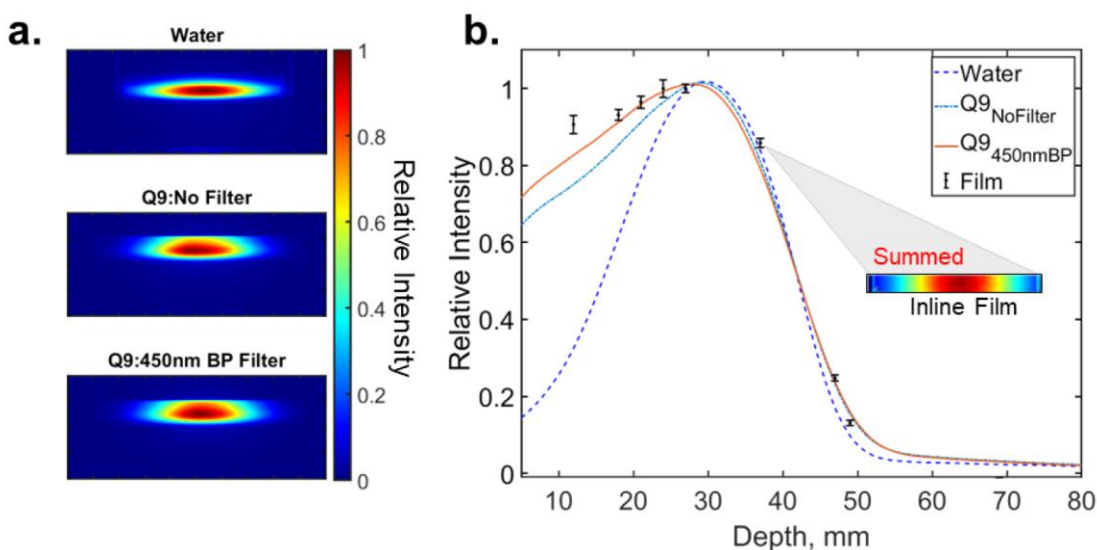 a.
Water
Q9:No Filter
Q9:450nm BP Filter
1
0.8
0.6
0.4
0.2
0
Relative Intensity
b.
Relative Intensity
1
0.8
0.6
0.4
0.2
0
10
20
30
40
50
60
70
80
Depth, mm
Water
Q9NoFilter
Q9450nmBP
Film
Summed
Inline Film